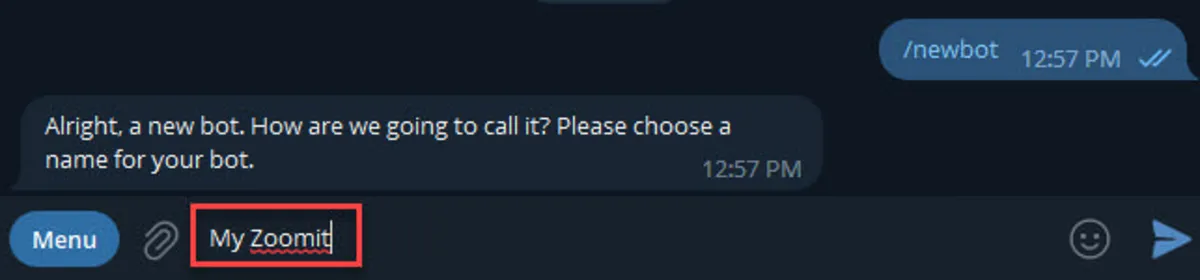 /newbot 12:57 PM
Alright, a new bot. How are we going to call it? Please choose a
name for your bot.
12:57 PM
Menu My Zoomit